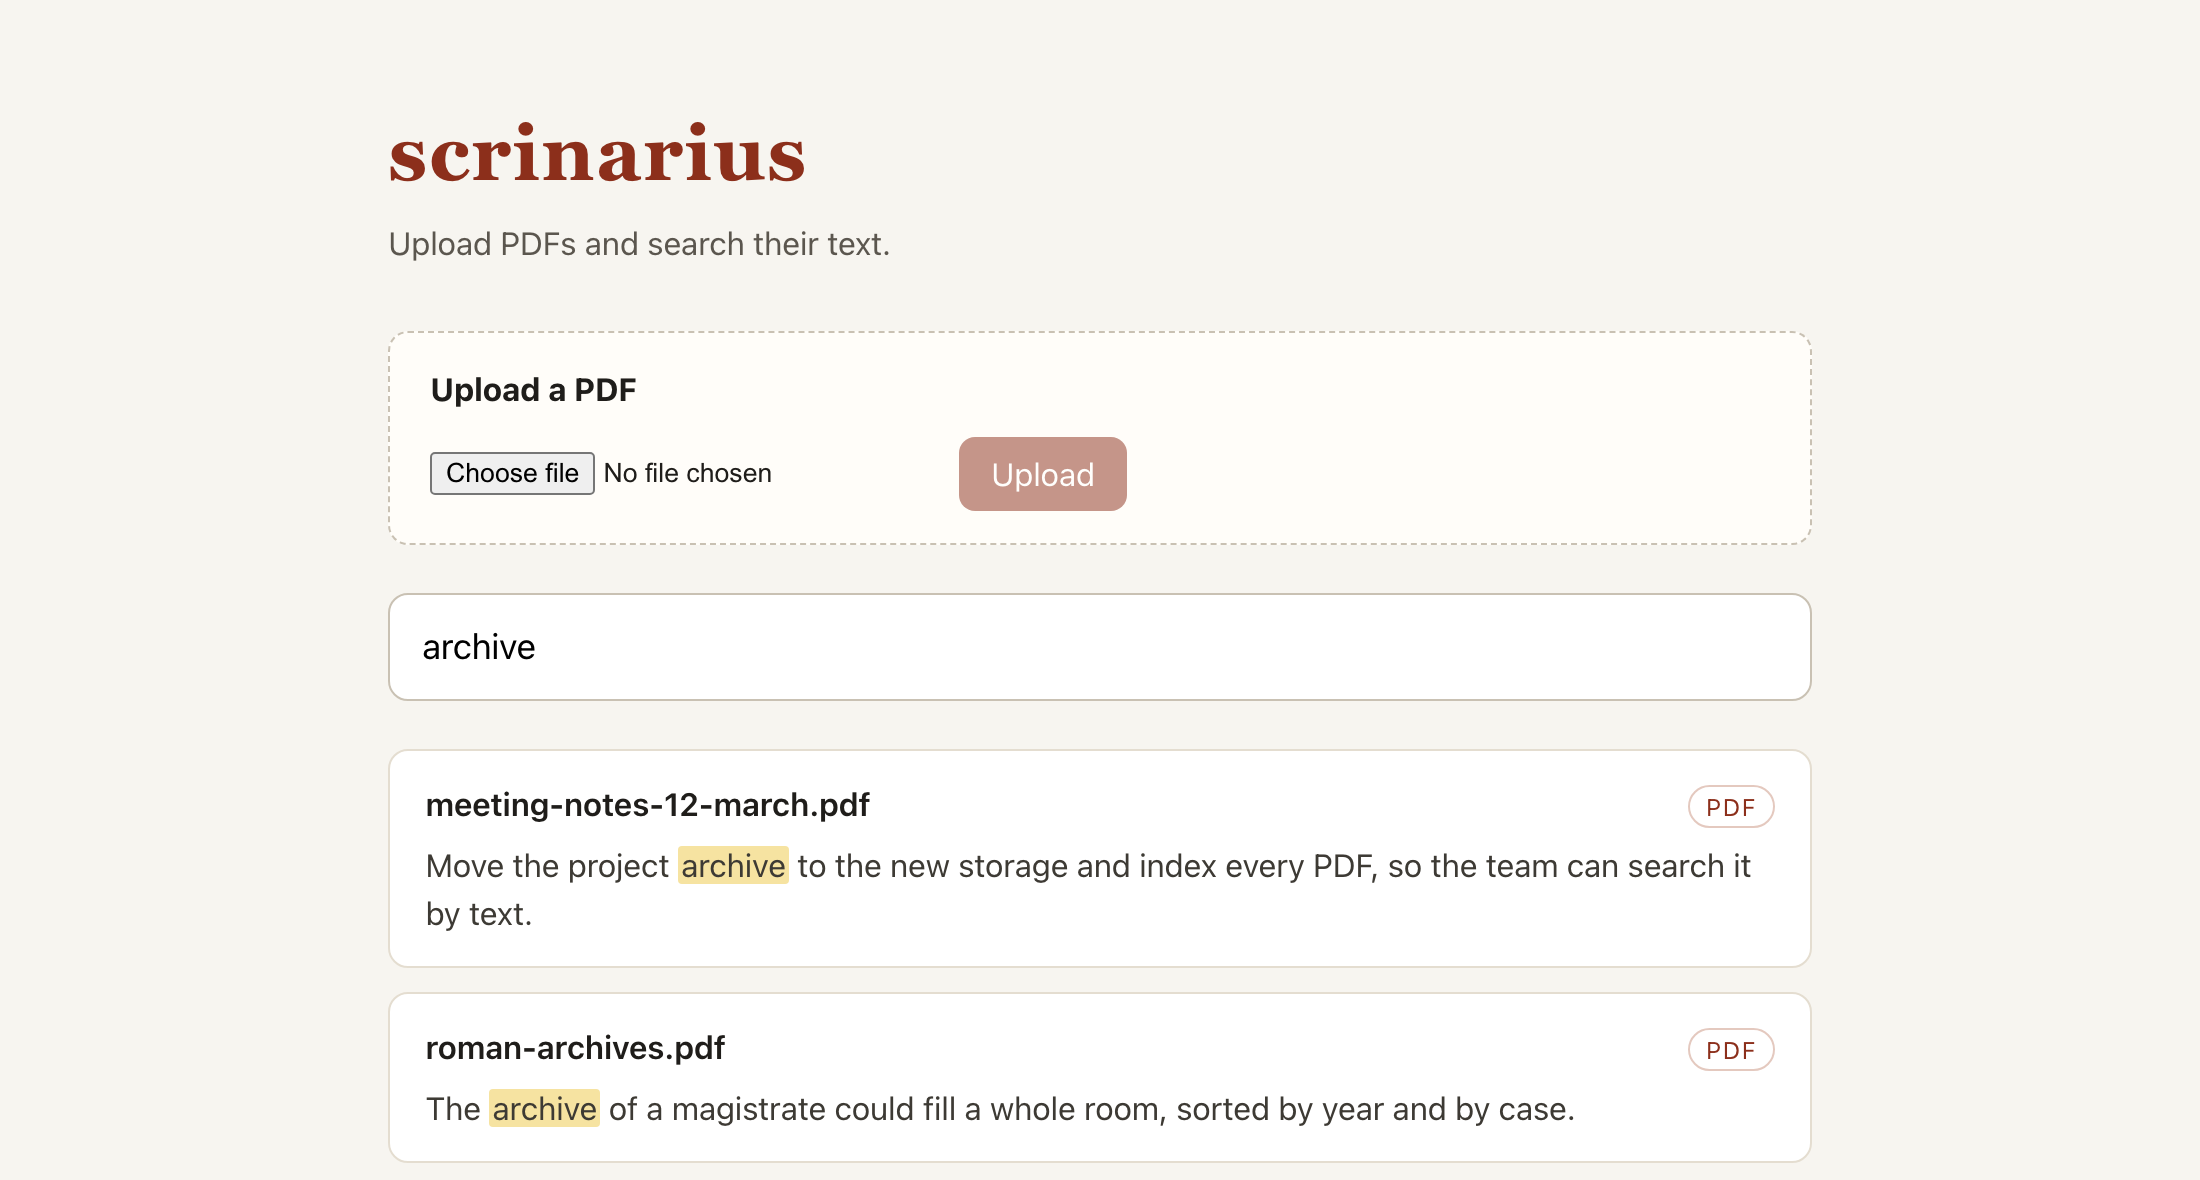 scrinarius
Upload PDFs and search their text.
Upload a PDF
Choose file No file chosen
Upload
archive
meeting-notes-12-march.pdf
PDF
Move the project archive to the new storage and index every PDF, so the team can search it
by text.
roman-archives.pdf
PDF
The archive of a magistrate could fill a whole room, sorted by year and by case.